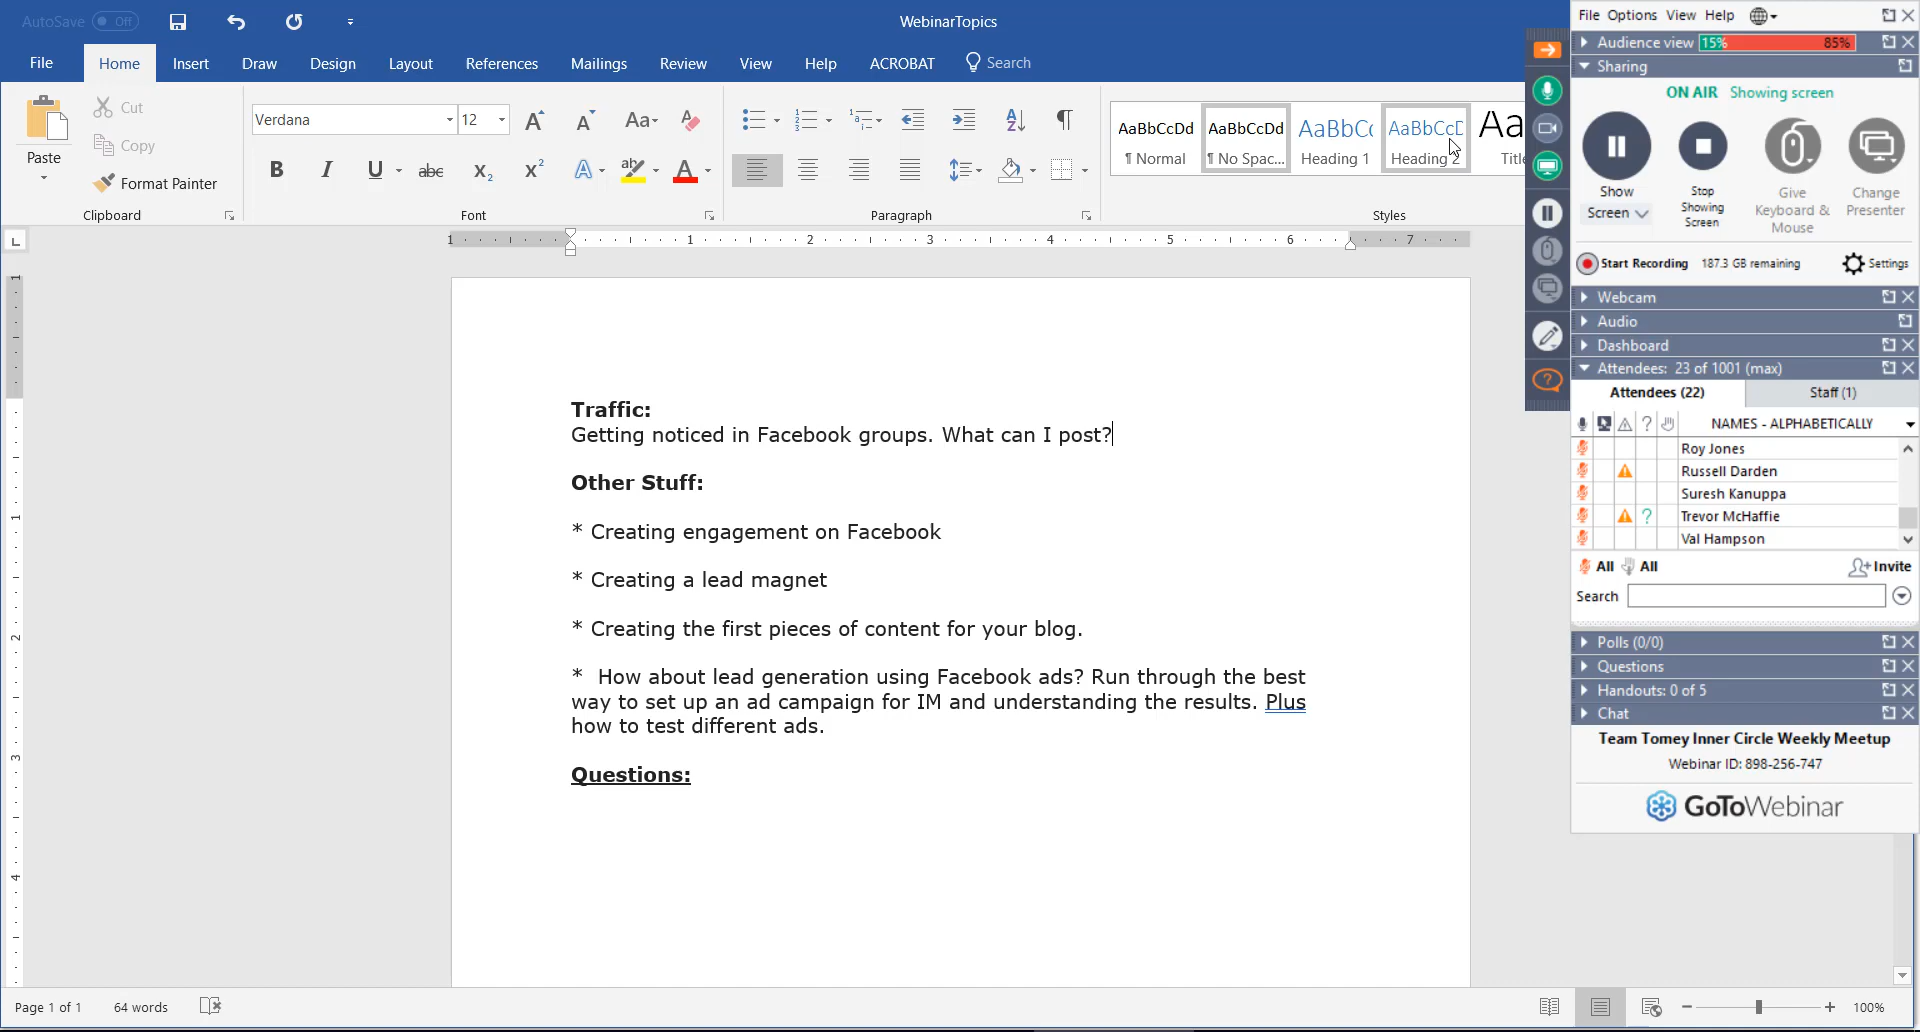 AutoSave Off
WebinarTopics
File Home Insert Draw Design Layout References Mailings Review View Help ACROBAT Search
Paste
Cut
Copy
Format Painter
Clipboard
Verdana 12
Font
Paragraph
AaBbCcDd AaBbCcDd AaBbC AaBbCcD Aa
¶ Normal ¶ No Spac... Heading 1 Heading 2 Title
Styles
Traffic:
Getting noticed in Facebook groups. What can I post?
Other Stuff:
* Creating engagement on Facebook
* Creating a lead magnet
* Creating the first pieces of content for your blog.
* How about lead generation using Facebook ads? Run through the best
way to set up an ad campaign for IM and understanding the results. Plus
how to test different ads.
Questions:
Page 1 of 1 64 words
100%
File Options View Help
Audience view 15% 85%
Sharing
ON AIR Showing screen
Show
Screen
Stop
Showing
Screen
Give
Keyboard &
Mouse
Change
Presenter
Start Recording 187.3 GB remaining Settings
Webcam
Audio
Dashboard
Attendees: 23 of 1001 (max)
Attendees (22) Staff (1)
NAMES - ALPHABETICALLY
Roy Jones
Russell Darden
Suresh Kanuppa
Trevor McHaffie
Val Hampson
All All Invite
Search
Polls (0/0)
Questions
Handouts: 0 of 5
Chat
Team Tomey Inner Circle Weekly Meetup
Webinar ID: 898-256-747
GoToWebinar